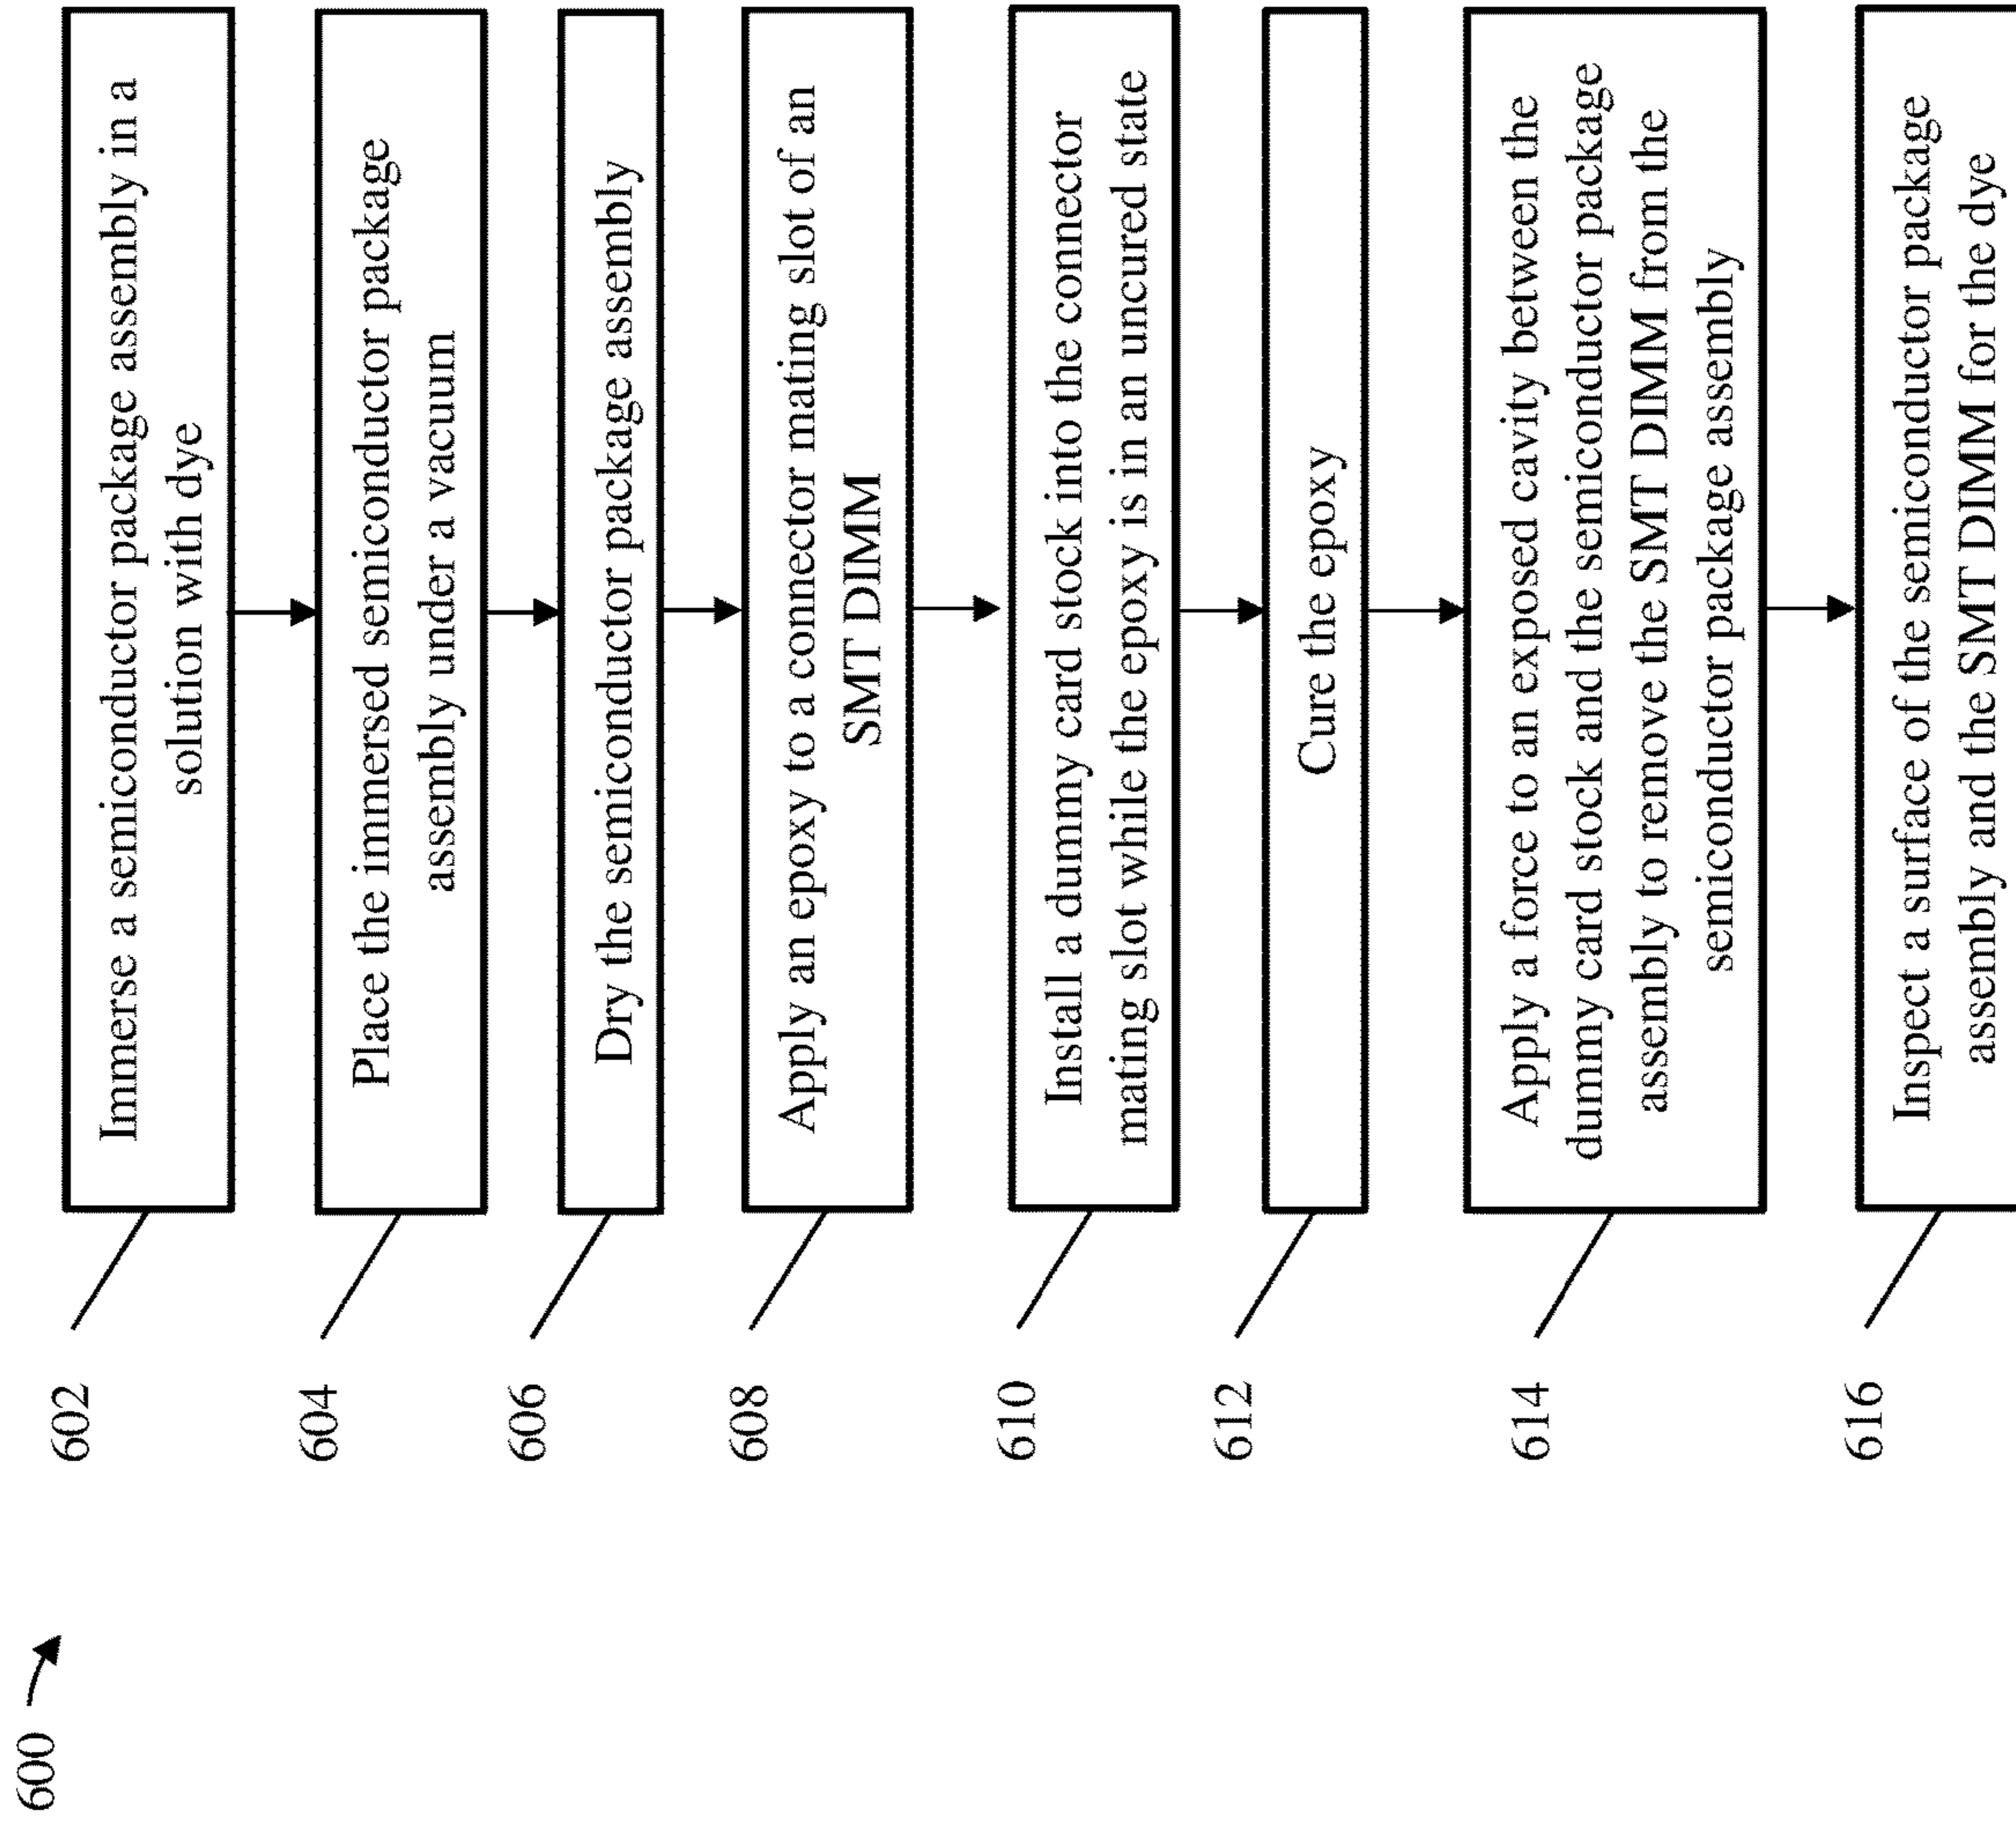 600
602
Immerse a semiconductor package assembly in a
solution with dye
604
Place the immersed semiconductor package
assembly under a vacuum
606
Dry the semiconductor package assembly
608
Apply an epoxy to a connector mating slot of an
SMT DIMM
610
Install a dummy card stock into the connector
mating slot while the epoxy is in an uncured state
612
Cure the epoxy
614
Apply a force to an exposed cavity between the
dummy card stock and the semiconductor package
assembly to remove the SMT DIMM from the
semiconductor package assembly
616
Inspect a surface of the semiconductor package
assembly and the SMT DIMM for the dye